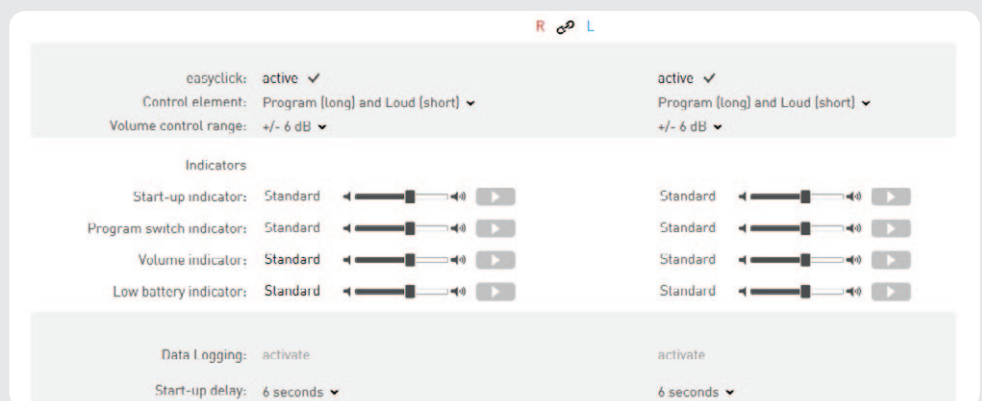 R L
easyclick: active active
Control element: Program (long) and Loud (short) Program (long) and Loud (short)
Volume control range: +/- 6 dB +/- 6 dB
Indicators
Start-up indicator: Standard Standard
Program switch indicator: Standard Standard
Volume indicator: Standard Standard
Low battery indicator: Standard Standard
Data Logging: activate activate
Start-up delay: 6 seconds 6 seconds